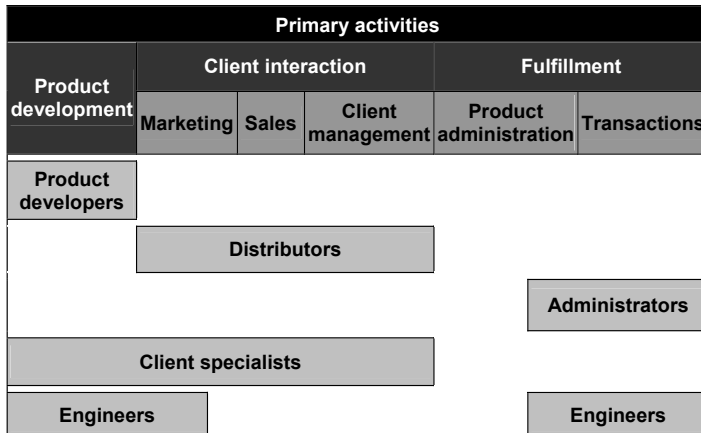 Primary activities
Product
development
Client interaction
Fulfillment
Marketing
Sales
Client
management
Product
administration
Transactions
Product
developers
Distributors
Administrators
Client specialists
Engineers
Engineers